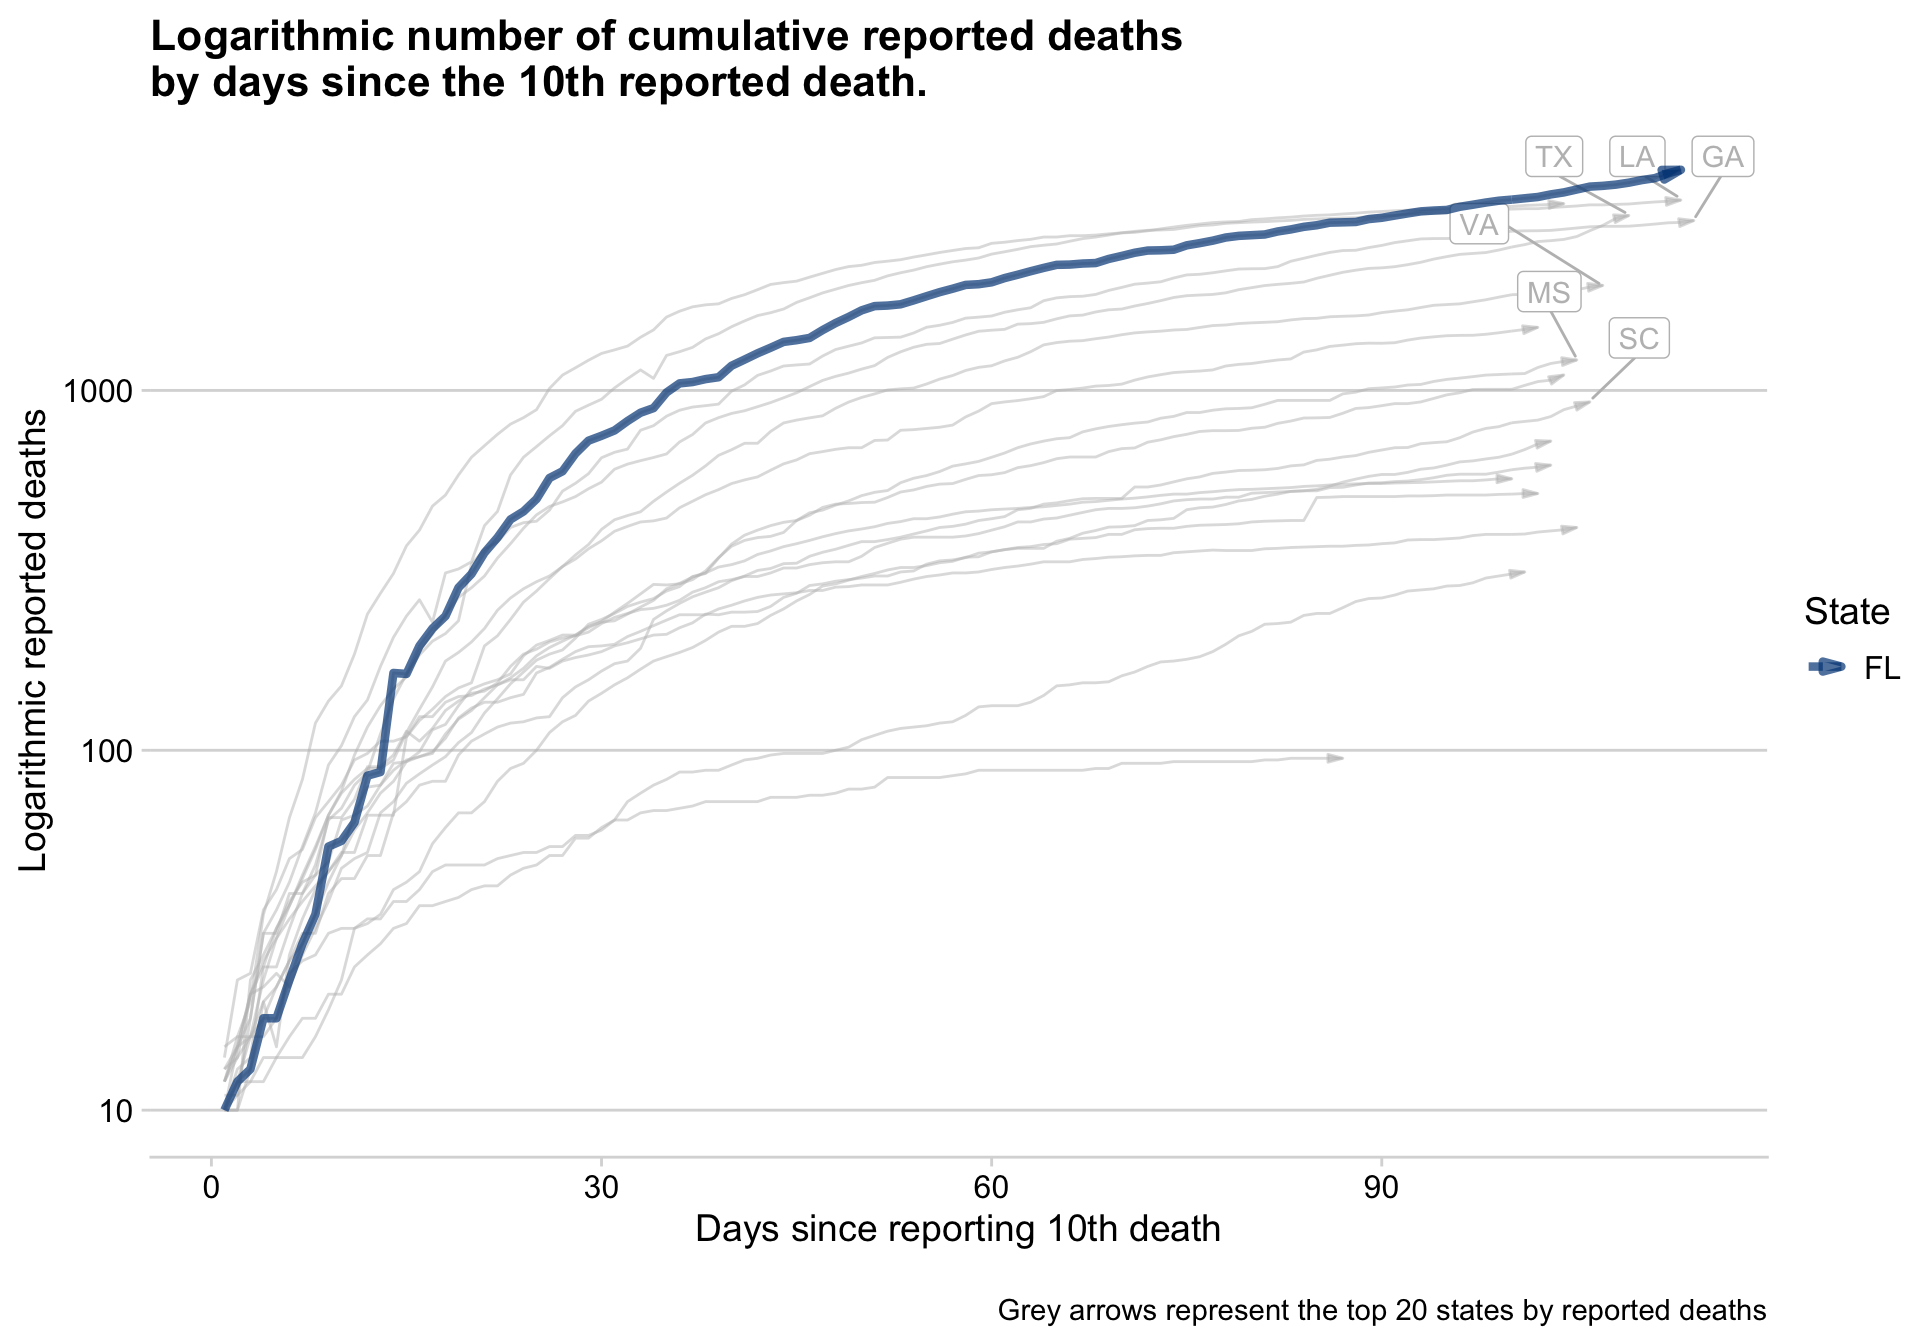 Logarithmic number of cumulative reported deaths
by days since the 10th reported death.
TX
LA
GA
VA
MS
SC
1000
100
10
Logarithmic reported deaths
State
FL
0
30
60
90
Days since reporting 10th death
Grey arrows represent the top 20 states by reported deaths